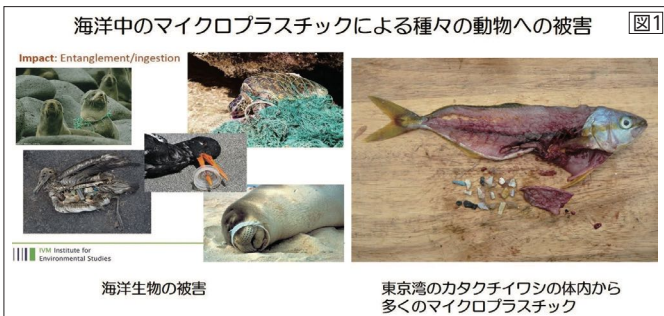 海洋中のマイクロプラスチックによる種々の動物への被害
図1
Impact: Entanglement/ingestion
IVM Institute for
Environmental Studies
海洋生物の被害
東京湾のカタクチイワシの体内から
多くのマイクロプラスチック